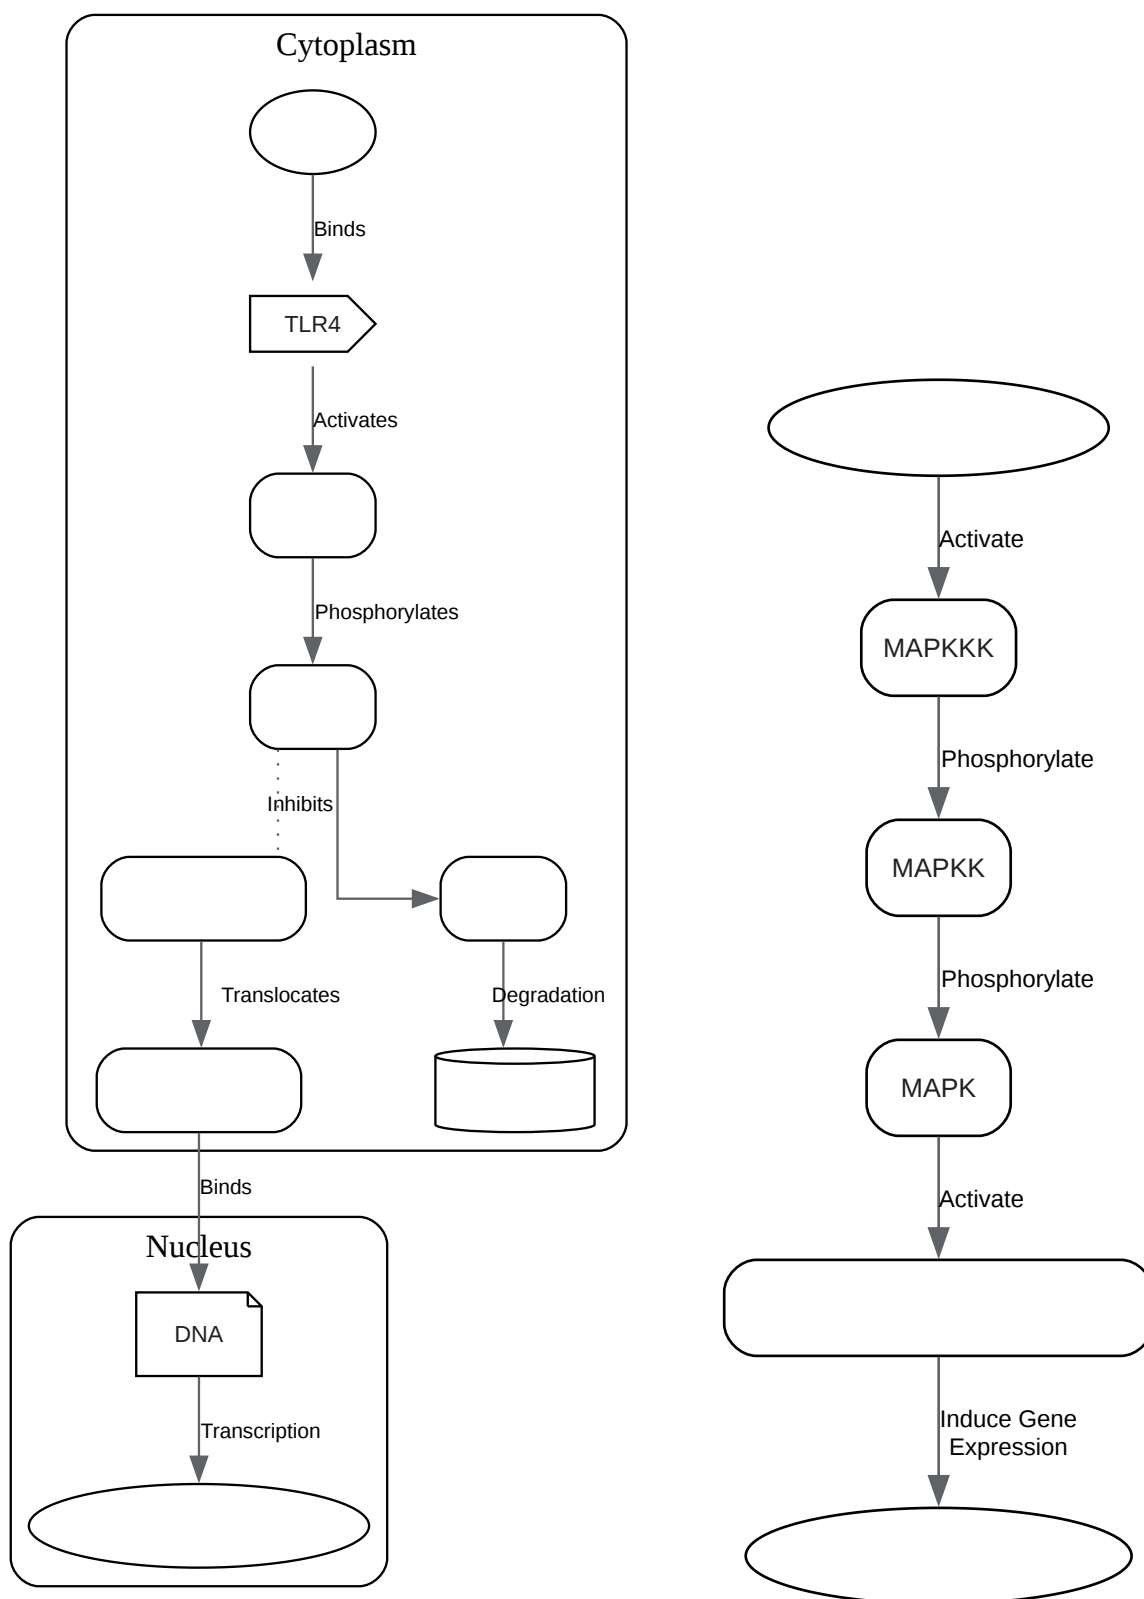 Cytoplasm
Binds
TLR4
Activates
Phosphorylates
Inhibits
Translocates
Degradation
Binds
Nucleus
DNA
Transcription
Activate
MAPKKK
Phosphorylate
MAPKK
Phosphorylate
MAPK
Activate
Induce Gene
Expression